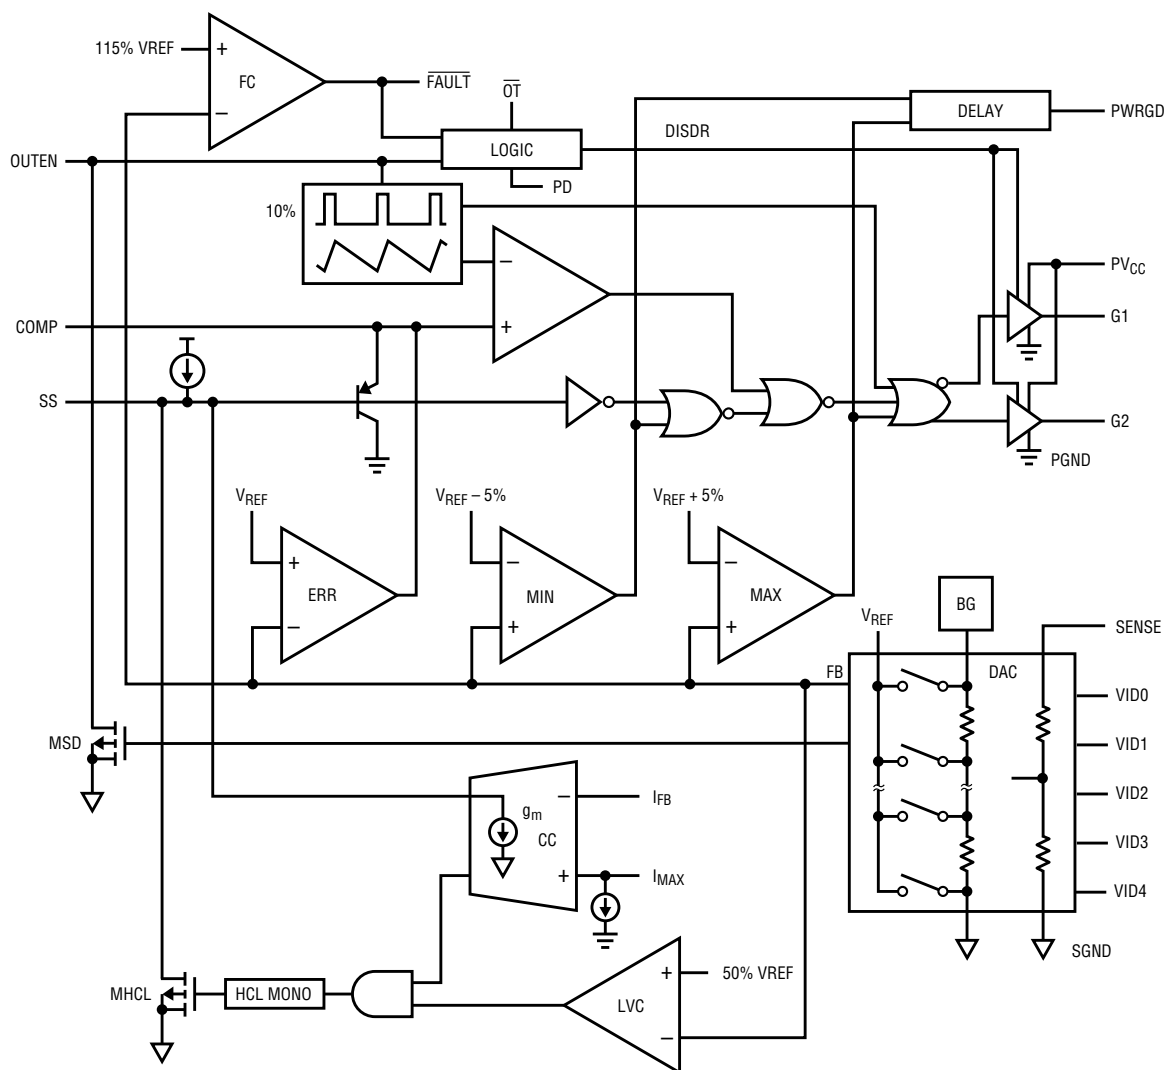 115% VREF
+
FC
−
FAULT
OT
DISDR
DELAY
PWRGD
OUTEN
LOGIC
PD
10%
−
+
COMP
PVCC
G1
SS
G2
PGND
VREF
VREF – 5%
VREF + 5%
+
ERR
−
−
MIN
+
−
MAX
+
BG
VREF
SENSE
FB
DAC
VID0
VID1
VID2
VID3
VID4
SGND
MSD
gm
CC
−
+
IFB
IMAX
MHCL
HCL MONO
LVC
+
−
50% VREF